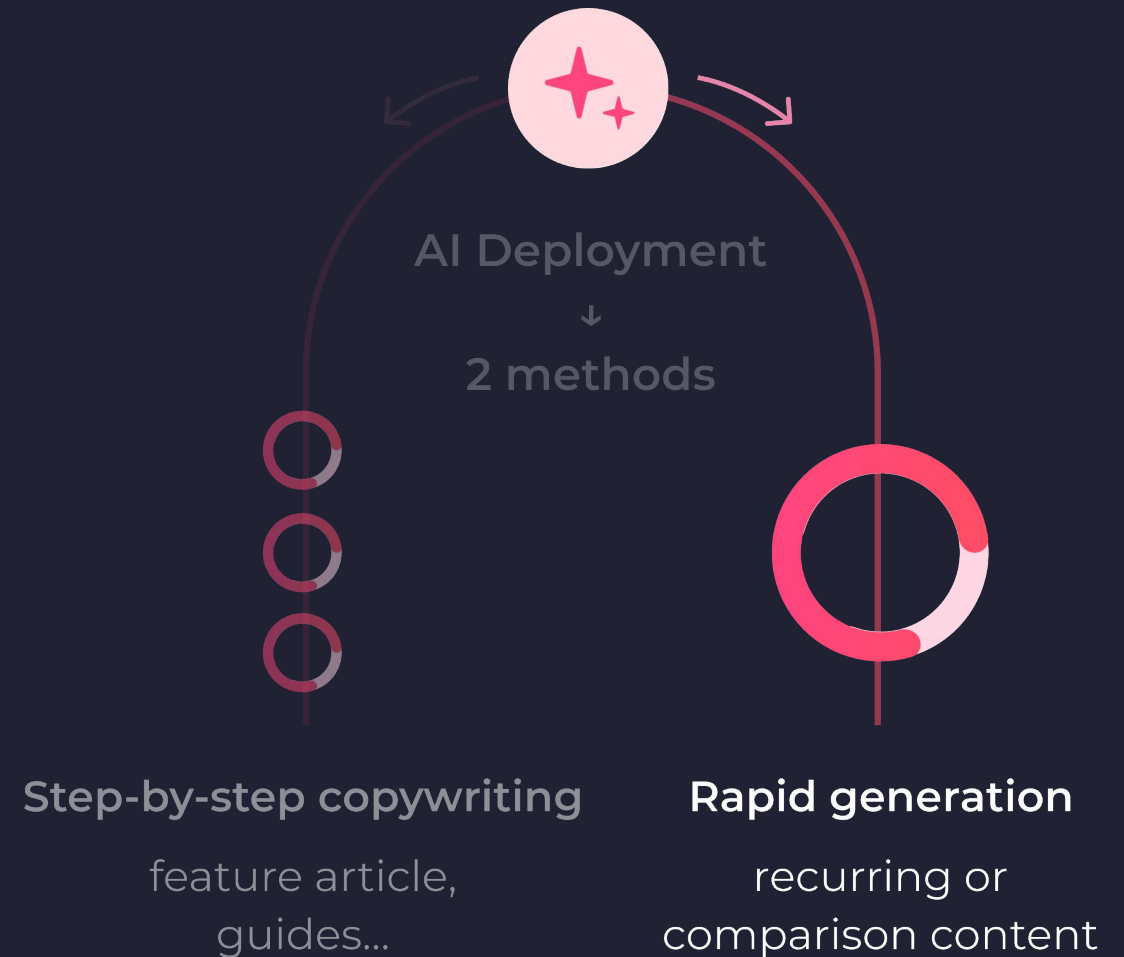 AI Deployment
↓
2 methods
Step-by-step copywriting
feature article,
guides...
Rapid generation
recurring or
comparison content